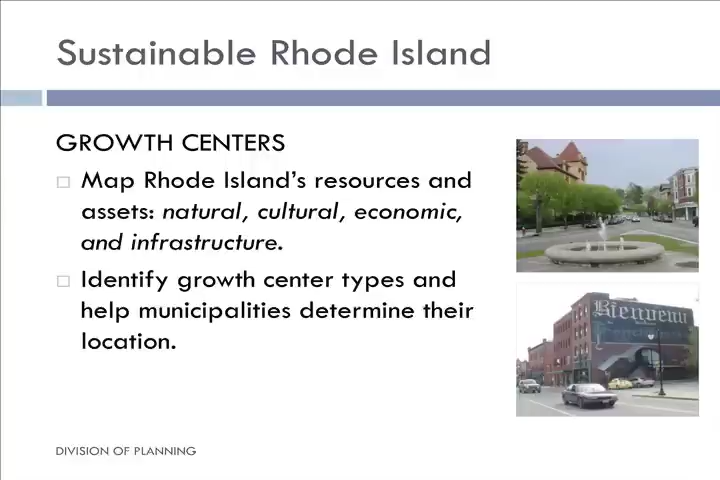 Sustainable Rhode Island
GROWTH CENTERS
Map Rhode Island's resources and
assets: natural, cultural, economic,
and infrastructure.
Identify growth center types and
help municipalities determine their
location.
Bienvenu
DIVISION OF PLANNING